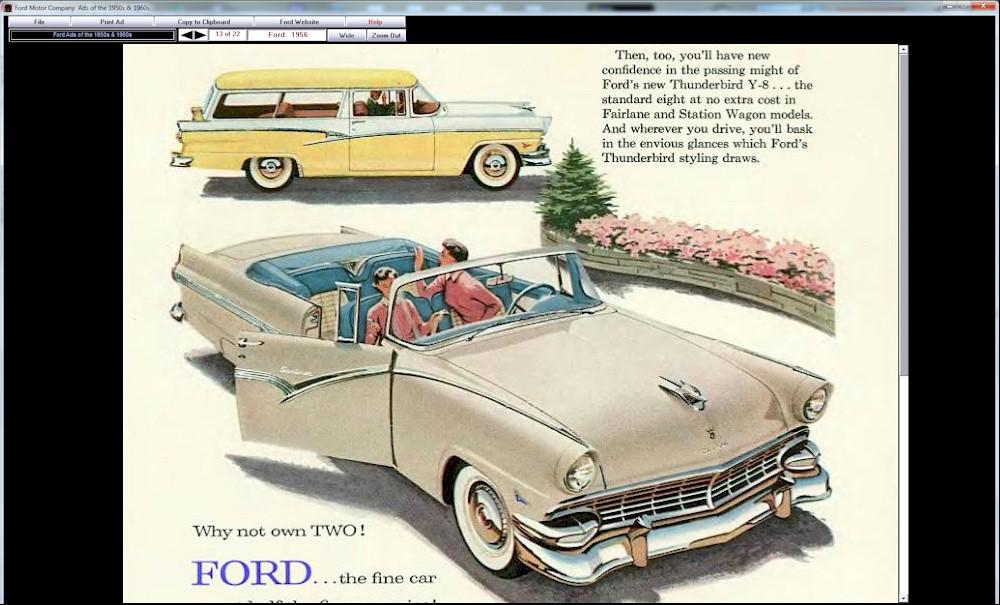 Ford Motor Company Ads of the 1950s & 1960s
File Print Ad Copy to Clipboard Ford Website Help
Ford Ads of the 1950s & 1960s 13 of 22 Ford 1956 Wide Zoom Out
Then, too, you'll have new
confidence in the passing might of
Ford's new Thunderbird Y-8 . . . the
standard eight at no extra cost in
Fairlane and Station Wagon models.
And wherever you drive, you'll bask
in the envious glances which Ford's
Thunderbird styling draws.
Why not own TWO!
FORD...the fine car